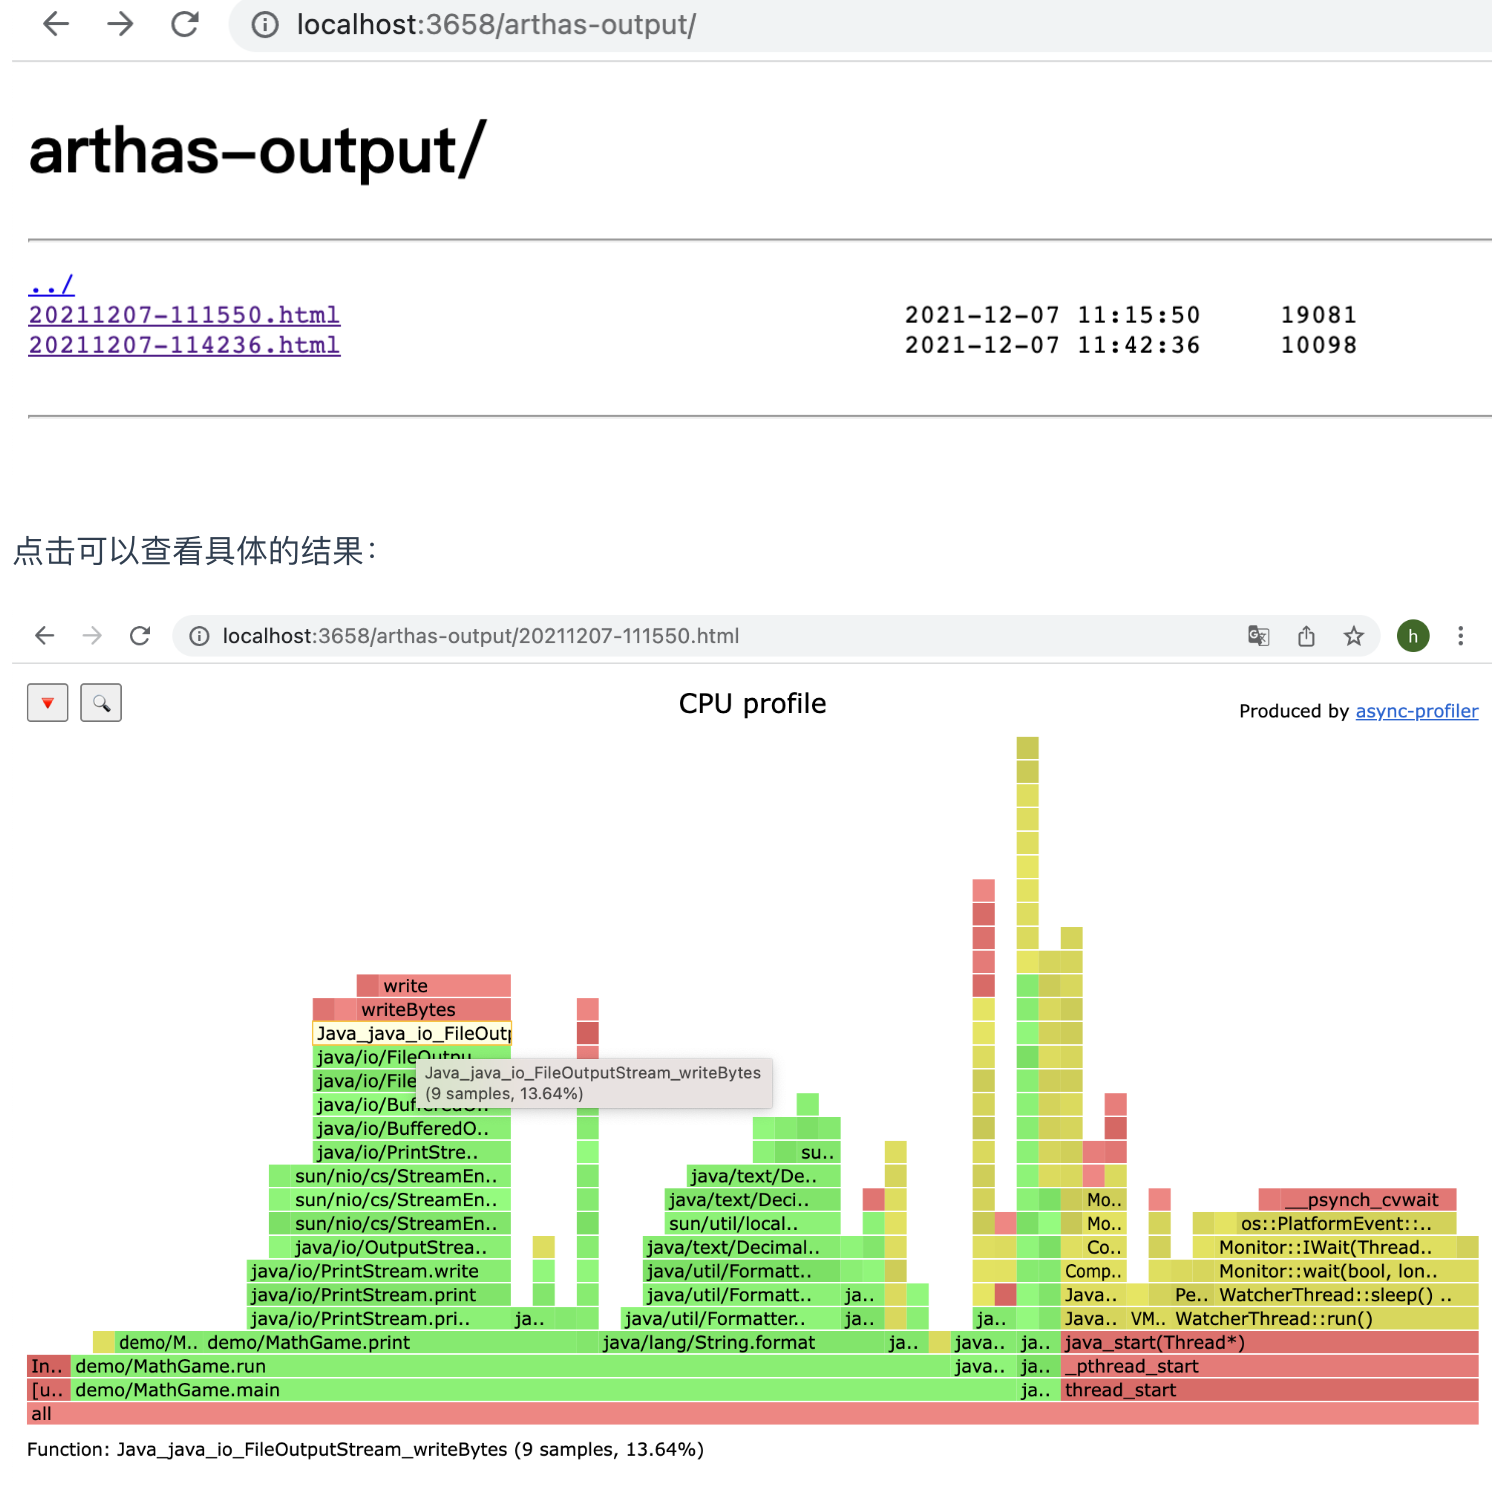 localhost:3658/arthas-output/
arthas-output/
../
20211207-111550.html 2021-12-07 11:15:50 19081
20211207-114236.html 2021-12-07 11:42:36 10098
点击可以查看具体的结果：
localhost:3658/arthas-output/20211207-111550.html
h
CPU profile
Produced by async-profiler
write
writeBytes
Java_java_io_FileOutp
java/io/FileOutpu
java/io/File
Java_java_io_FileOutputStream_writeBytes
(9 samples, 13.64%)
java/io/BufferedO..
java/io/BufferedO..
java/io/PrintStre.. su..
sun/nio/cs/StreamEn.. java/text/De..
sun/nio/cs/StreamEn.. java/text/Deci.. Mo.. __psynch_cvwait
sun/nio/cs/StreamEn.. sun/util/local.. Mo.. os::PlatformEvent::..
java/io/OutputStrea.. java/text/Decimal.. Co.. Monitor::IWait(Thread..
java/io/PrintStream.write java/util/Formatt.. Comp.. Monitor::wait(bool, lon..
java/io/PrintStream.print java/util/Formatt.. ja.. Java.. Pe.. WatcherThread::sleep() ..
java/io/PrintStream.pri.. ja.. java/util/Formatter.. ja.. ja.. Java.. VM.. WatcherThread::run()
demo/M.. demo/MathGame.print java/lang/String.format ja.. java.. ja.. java_start(Thread*)
In.. demo/MathGame.run java.. ja.. _pthread_start
[u.. demo/MathGame.main ja.. thread_start
all
Function: Java_java_io_FileOutputStream_writeBytes (9 samples, 13.64%)